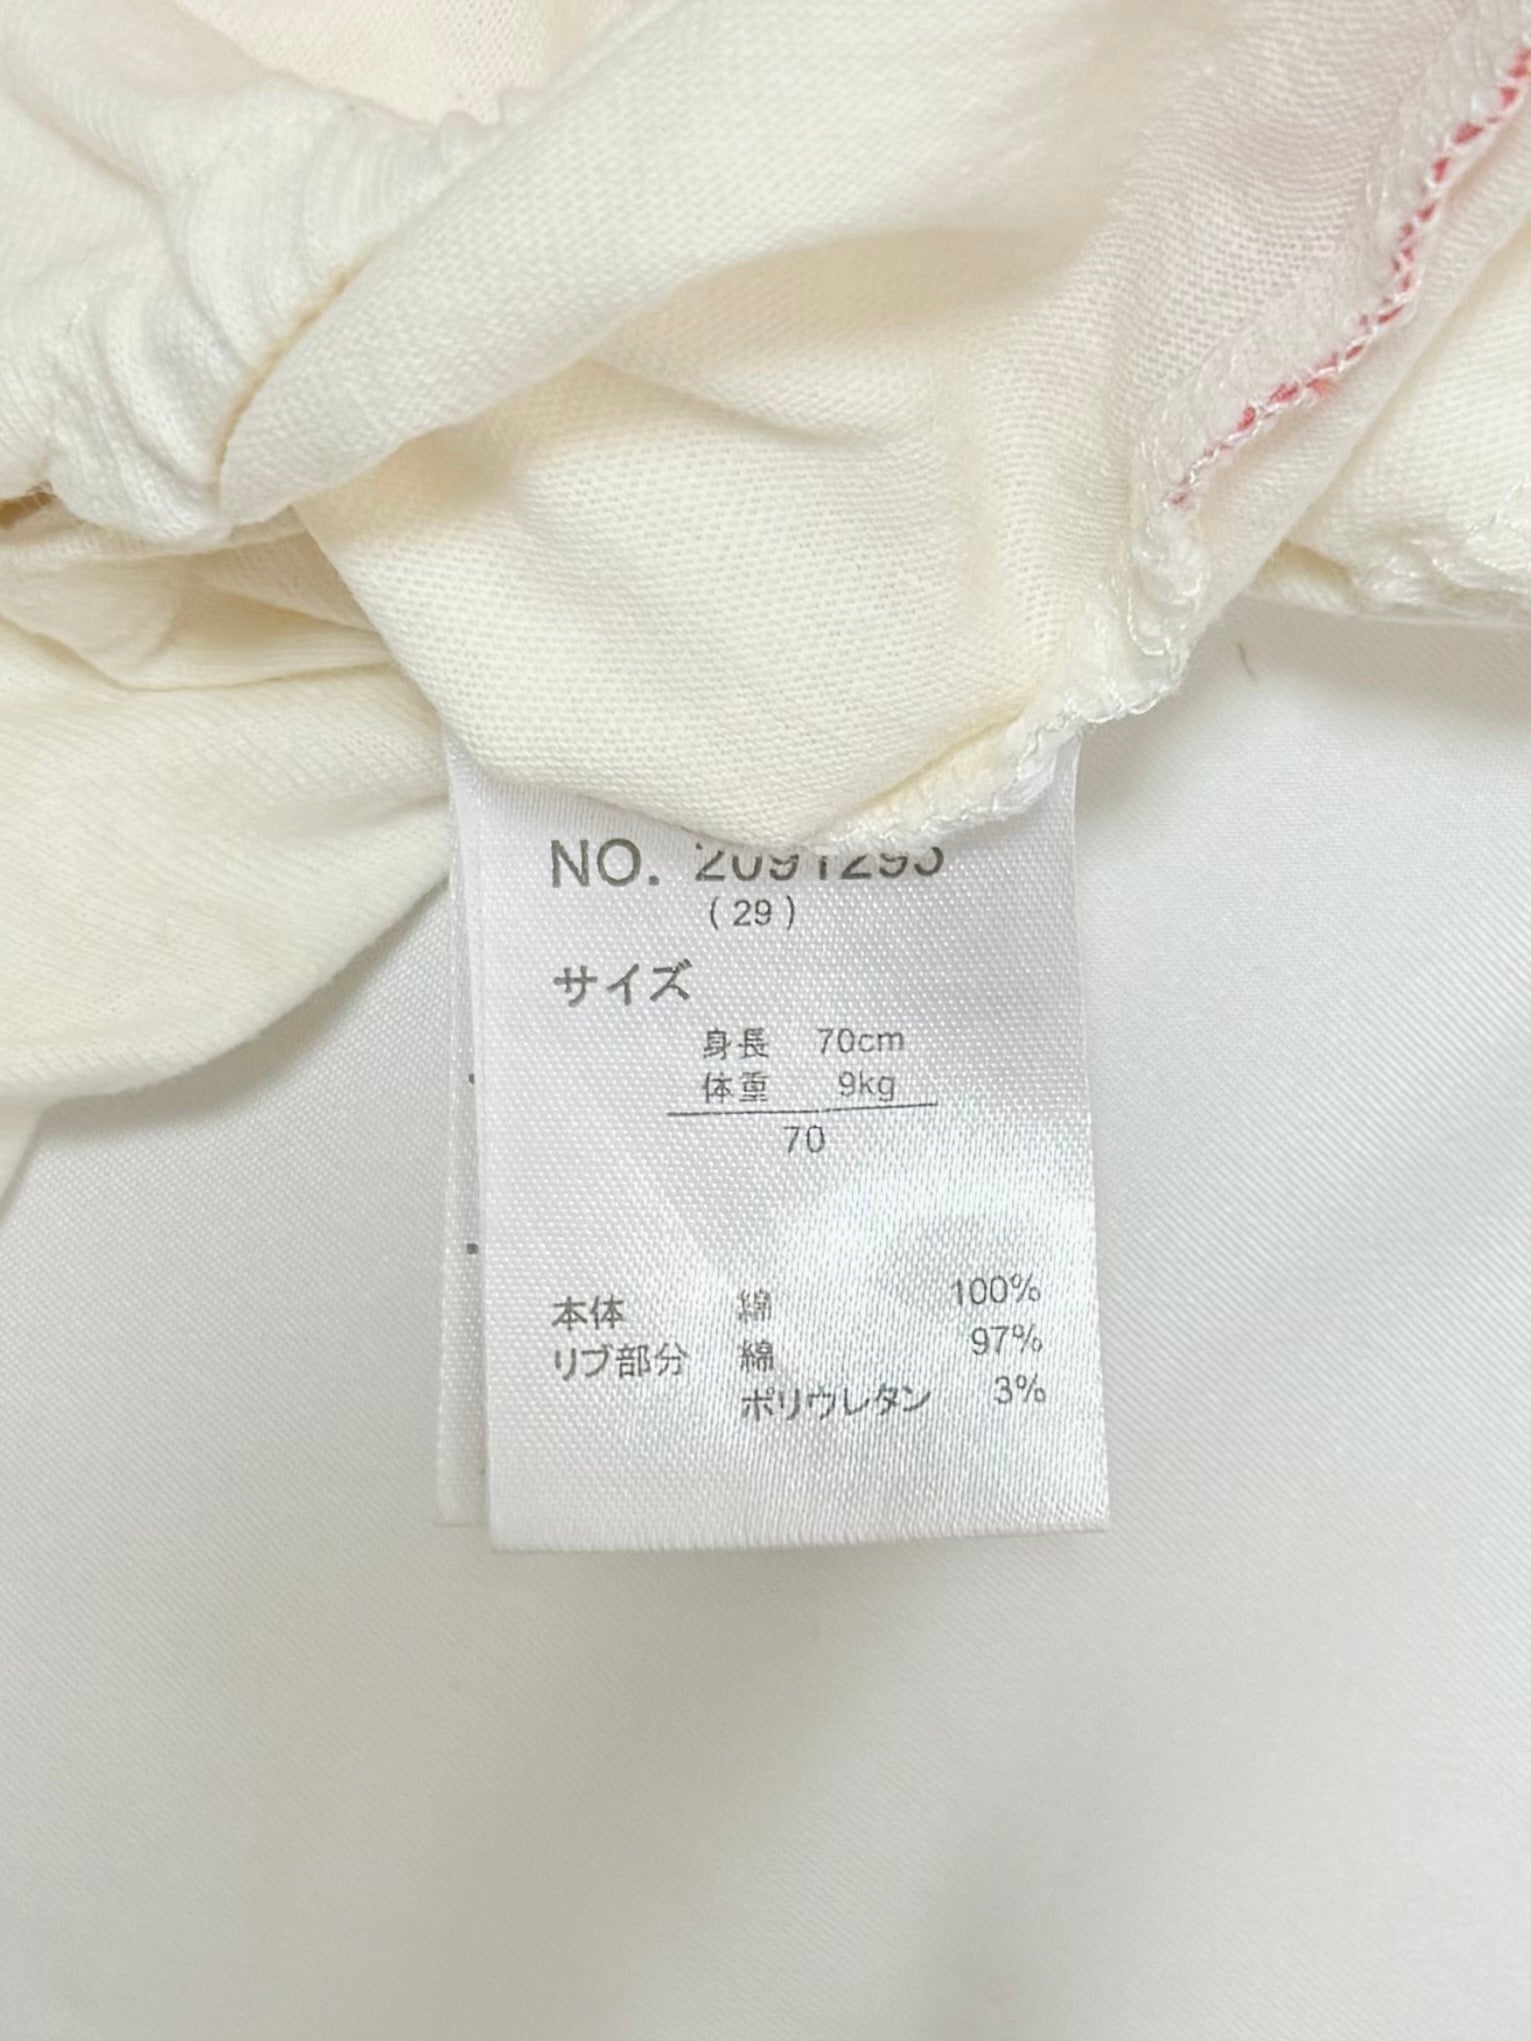 NO. 2091295
(29)
サイズ
身長 70cm
体重 9kg
70
本体 綿 100%
リブ部分 綿 97%
ポリウレタン 3%